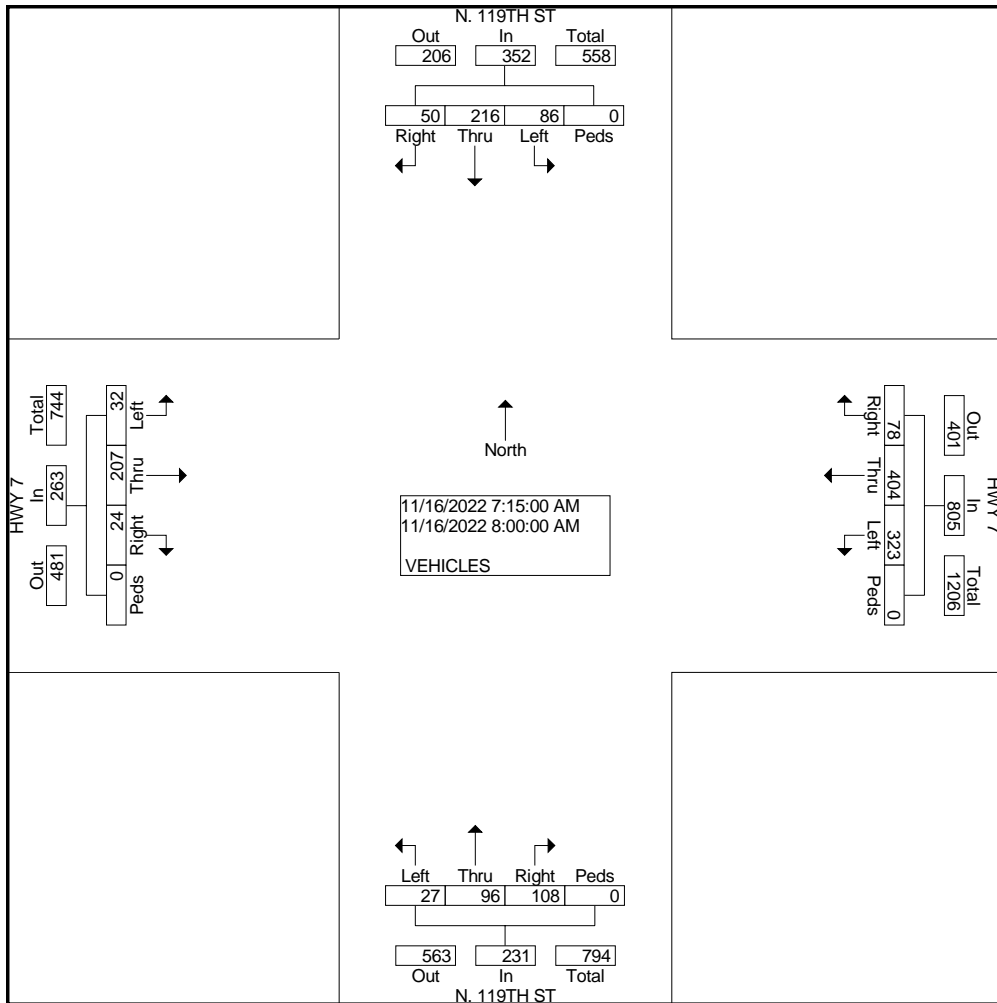 N. 119TH ST
Out In Total
206 352 558
50 216 86 0
Right Thru Left Peds
HWY 7
Total In Out
744 263 481
32 207 24 0
Left Thru Right Peds
North
11/16/2022 7:15:00 AM
11/16/2022 8:00:00 AM
VEHICLES
Right Thru Left Peds
78 404 323 0
Out In Total
401 805 1206
HWY 7
Left Thru Right Peds
27 96 108 0
563 231 794
Out In Total
N. 119TH ST